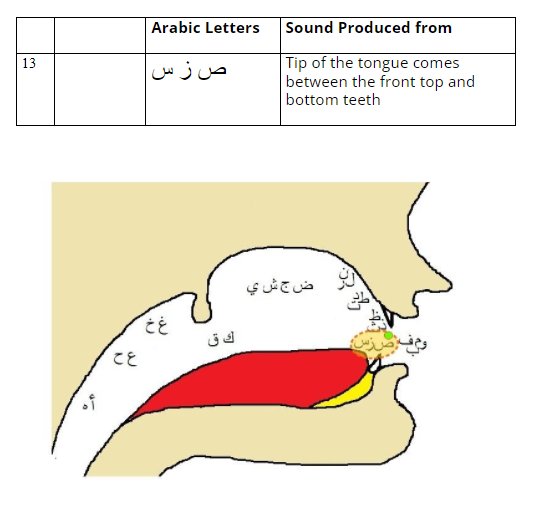 Arabic Letters Sound Produced from
13 ص ز س Tip of the tongue comes
between the front top and
bottom teeth
ض ج ش ي
ن
ل
ر
ط
د
ت
ظ
ذ
ث
غ خ
ك ق
ص ز س
و م ب ف
ع ح
أ ه